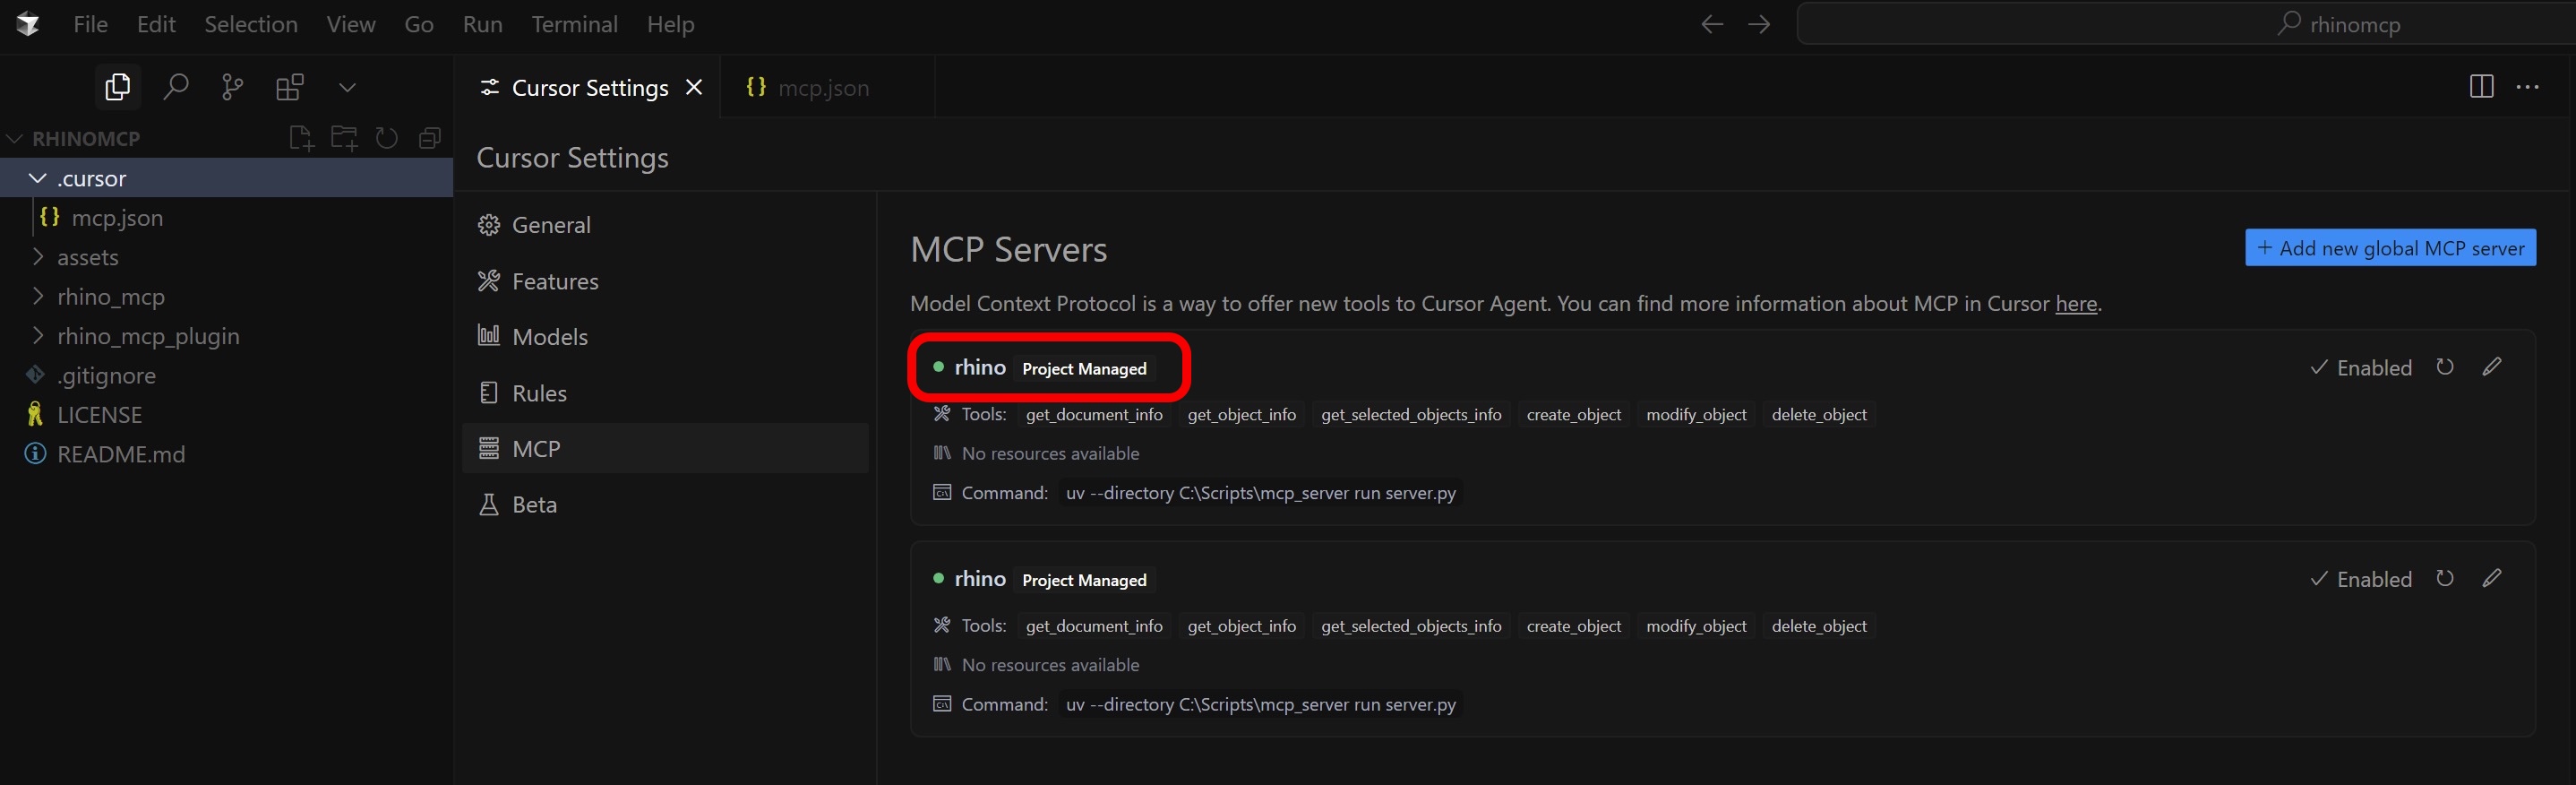 File Edit Selection View Go Run Terminal Help
rhinomcp
Cursor Settings
mcp.json
RHINOMCP
.cursor
mcp.json
assets
rhino_mcp
rhino_mcp_plugin
.gitignore
LICENSE
README.md
Cursor Settings
General
Features
Models
Rules
MCP
Beta
MCP Servers
+ Add new global MCP server
Model Context Protocol is a way to offer new tools to Cursor Agent. You can find more information about MCP in Cursor here.
rhino Project Managed
Enabled
Tools: get_document_info get_object_info get_selected_objects_info create_object modify_object delete_object
No resources available
Command: uv --directory C:\Scripts\mcp_server run server.py
rhino Project Managed
Enabled
Tools: get_document_info get_object_info get_selected_objects_info create_object modify_object delete_object
No resources available
Command: uv --directory C:\Scripts\mcp_server run server.py